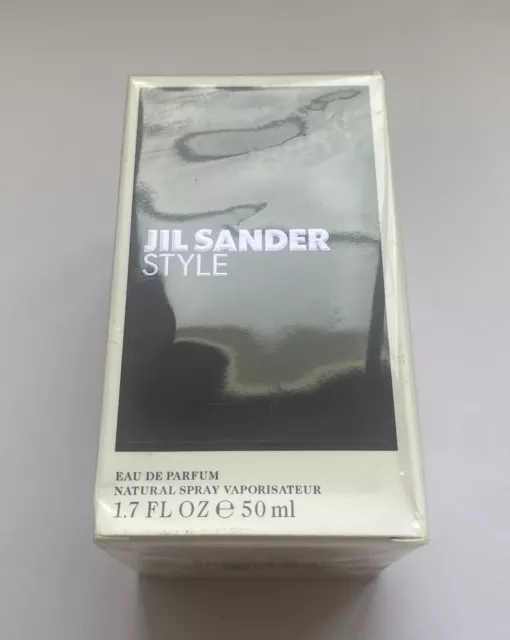 JIL SANDER
STYLE
EAU DE PARFUM
NATURAL SPRAY VAPORISATEUR
1.7 FL OZ ℮ 50 ml